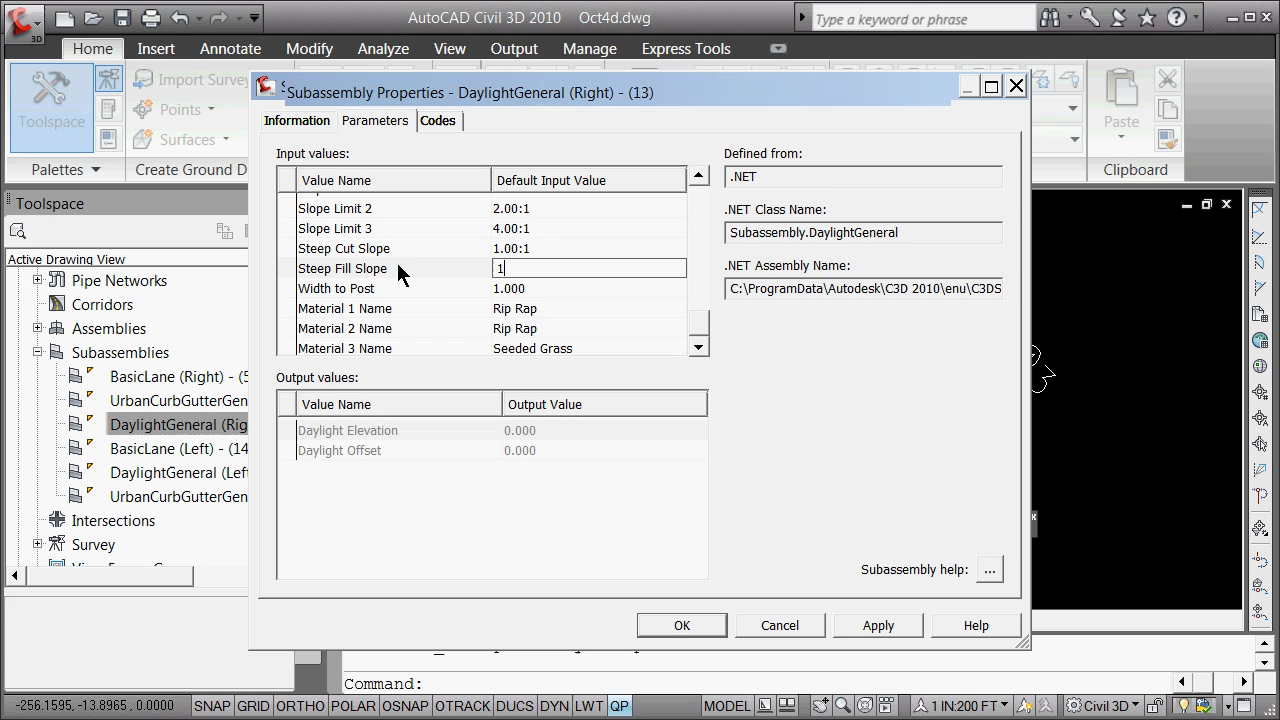 AutoCAD Civil 3D 2010 Oct4d.dwg
Type a keyword or phrase
3D
Home Insert Annotate Modify Analyze View Output Manage Express Tools
Toolspace
Import Survey
Points
Surfaces
Paste
Palettes
Create Ground D
Clipboard
Toolspace
Active Drawing View
Pipe Networks
Corridors
Assemblies
Subassemblies
BasicLane (Right) - (5
UrbanCurbGutterGen
DaylightGeneral (Rig
BasicLane (Left) - (14
DaylightGeneral (Left
UrbanCurbGutterGen
Intersections
Survey
Subassembly Properties - DaylightGeneral (Right) - (13)
Information Parameters Codes
Input values:
Value Name Default Input Value
Slope Limit 2 2.00:1
Slope Limit 3 4.00:1
Steep Cut Slope 1.00:1
Steep Fill Slope 1
Width to Post 1.000
Material 1 Name Rip Rap
Material 2 Name Rip Rap
Material 3 Name Seeded Grass
Output values:
Value Name Output Value
Daylight Elevation 0.000
Daylight Offset 0.000
Defined from:
.NET
.NET Class Name:
Subassembly.DaylightGeneral
.NET Assembly Name:
C:\ProgramData\Autodesk\C3D 2010\enu\C3DS
Subassembly help: ...
OK Cancel Apply Help
Command:
-256.1595, -13.8965, 0.0000 SNAP GRID ORTHO POLAR OSNAP OTRACK DUCS DYN LWT QP MODEL 1 IN:200 FT Civil 3D